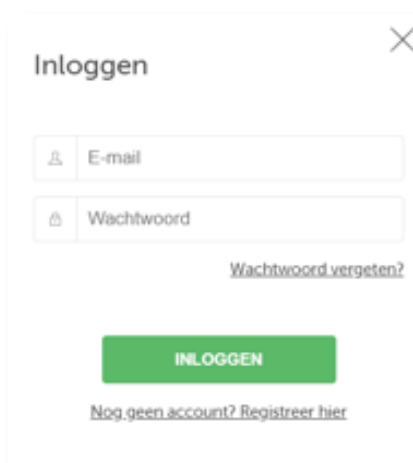 Inloggen
E-mail
Wachtwoord
Wachtwoord vergeten?
INLOGGEN
Nog geen account? Registreer hier